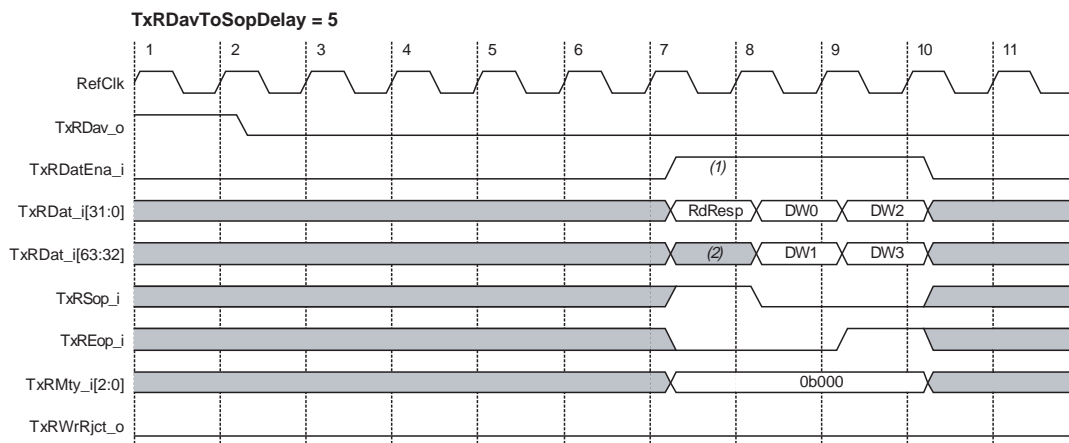 TxRDavToSopDelay = 5
1 2 3 4 5 6 7 8 9 10 11
RefClk
TxRDav_o
TxRDatEna_i (1)
TxRDat_i[31:0] RdResp DW0 DW2
TxRDat_i[63:32] (2) DW1 DW3
TxRSop_i
TxREop_i
TxRMty_i[2:0] 0b000
TxRWrRjct_o